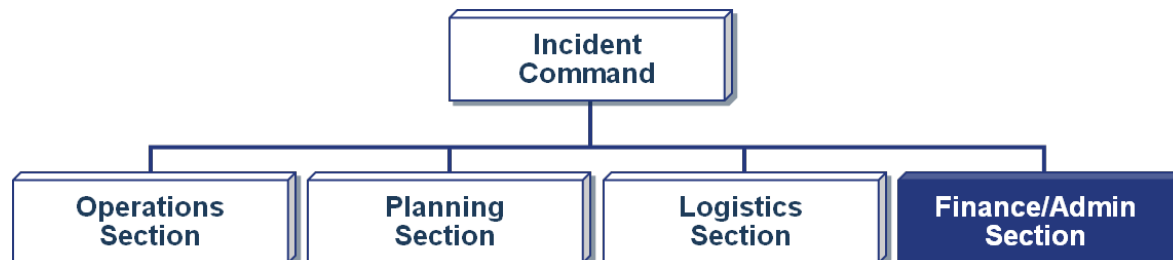 Incident
Command
Operations
Section
Planning
Section
Logistics
Section
Finance/Admin
Section